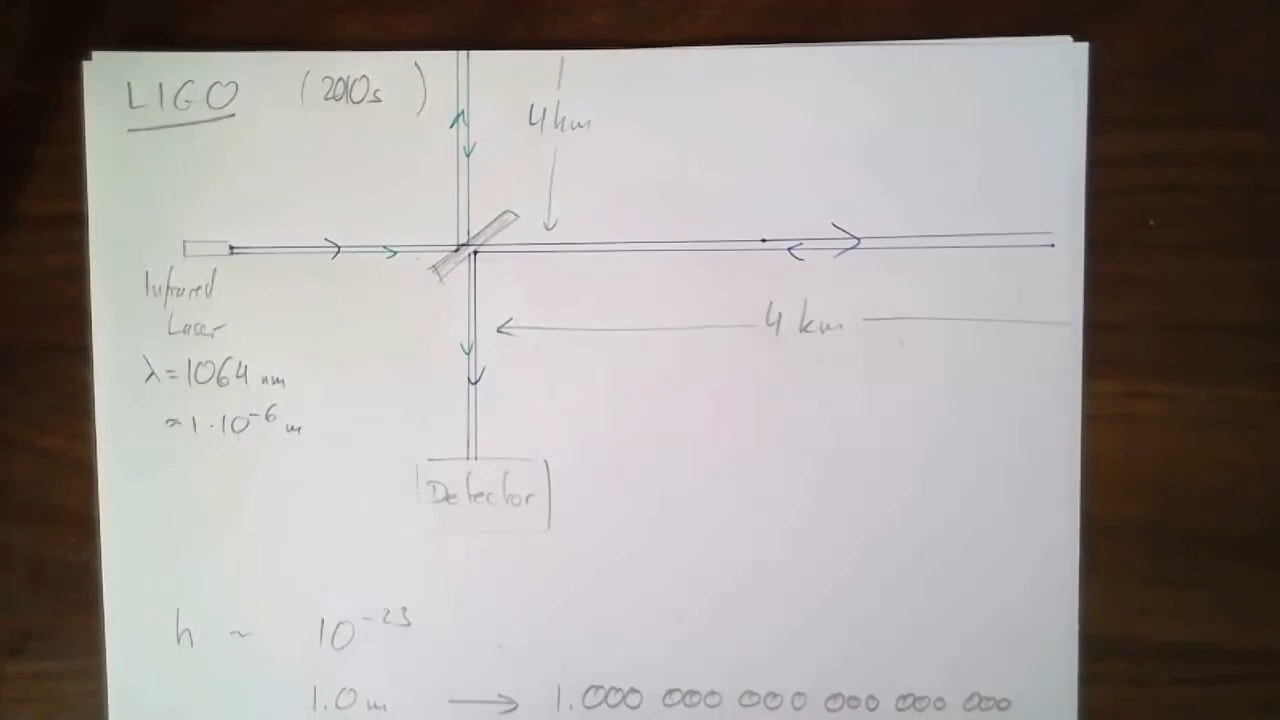 LIGO (2010s)
4km
Infrared
Laser
4 km
λ=1064 nm
≈1·10⁻⁶ m
Detector
h ~ 10⁻²³
1.0m → 1.000 000 000 000 000 000